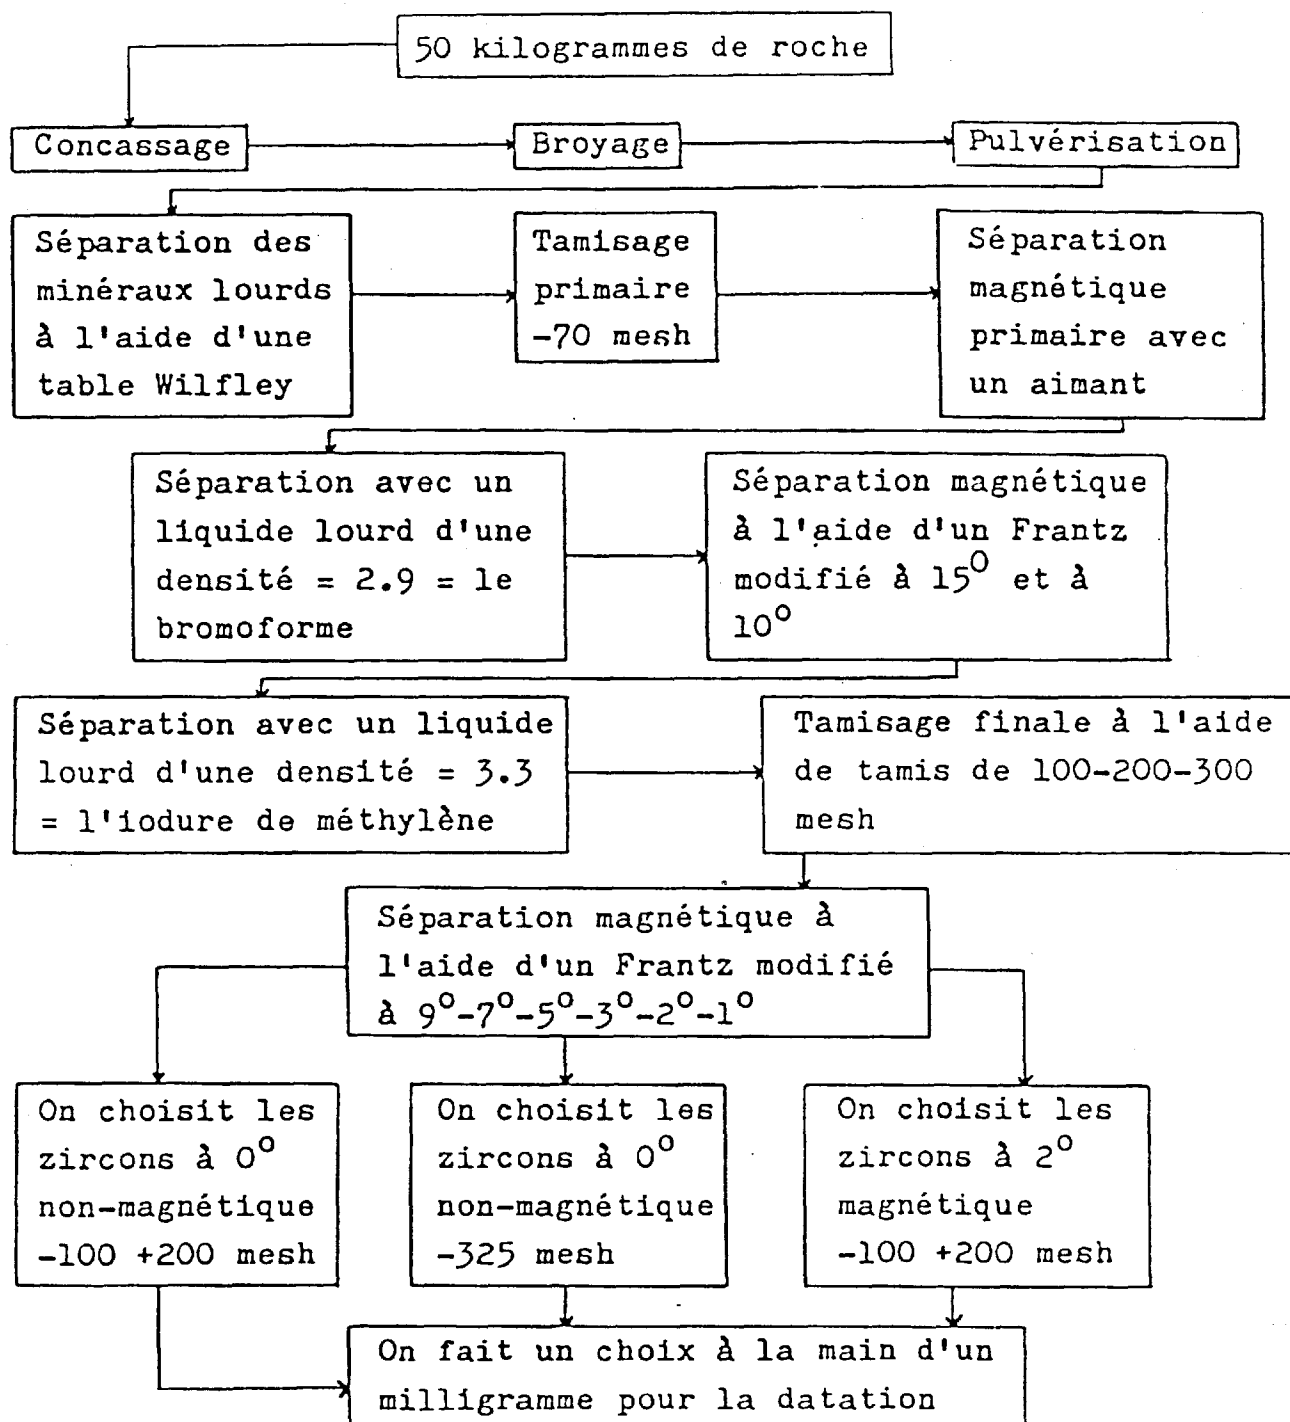 50 kilogrammes de roche
Concassage
Broyage
Pulvérisation
Séparation des
minéraux lourds
à l'aide d'une
table Wilfley
Tamisage
primaire
-70 mesh
Séparation
magnétique
primaire avec
un aimant
Séparation avec un
liquide lourd d'une
densité = 2.9 = le
bromoforme
Séparation magnétique
à l'aide d'un Frantz
modifié à 15° et à
10°
Séparation avec un liquide
lourd d'une densité = 3.3
= l'iodure de méthylène
Tamisage finale à l'aide
de tamis de 100-200-300
mesh
Séparation magnétique à
l'aide d'un Frantz modifié
à 9°-7°-5°-3°-2°-1°
On choisit les
zircons à 0°
non-magnétique
-100 +200 mesh
On choisit les
zircons à 0°
non-magnétique
-325 mesh
On choisit les
zircons à 2°
magnétique
-100 +200 mesh
On fait un choix à la main d'un
milligramme pour la datation